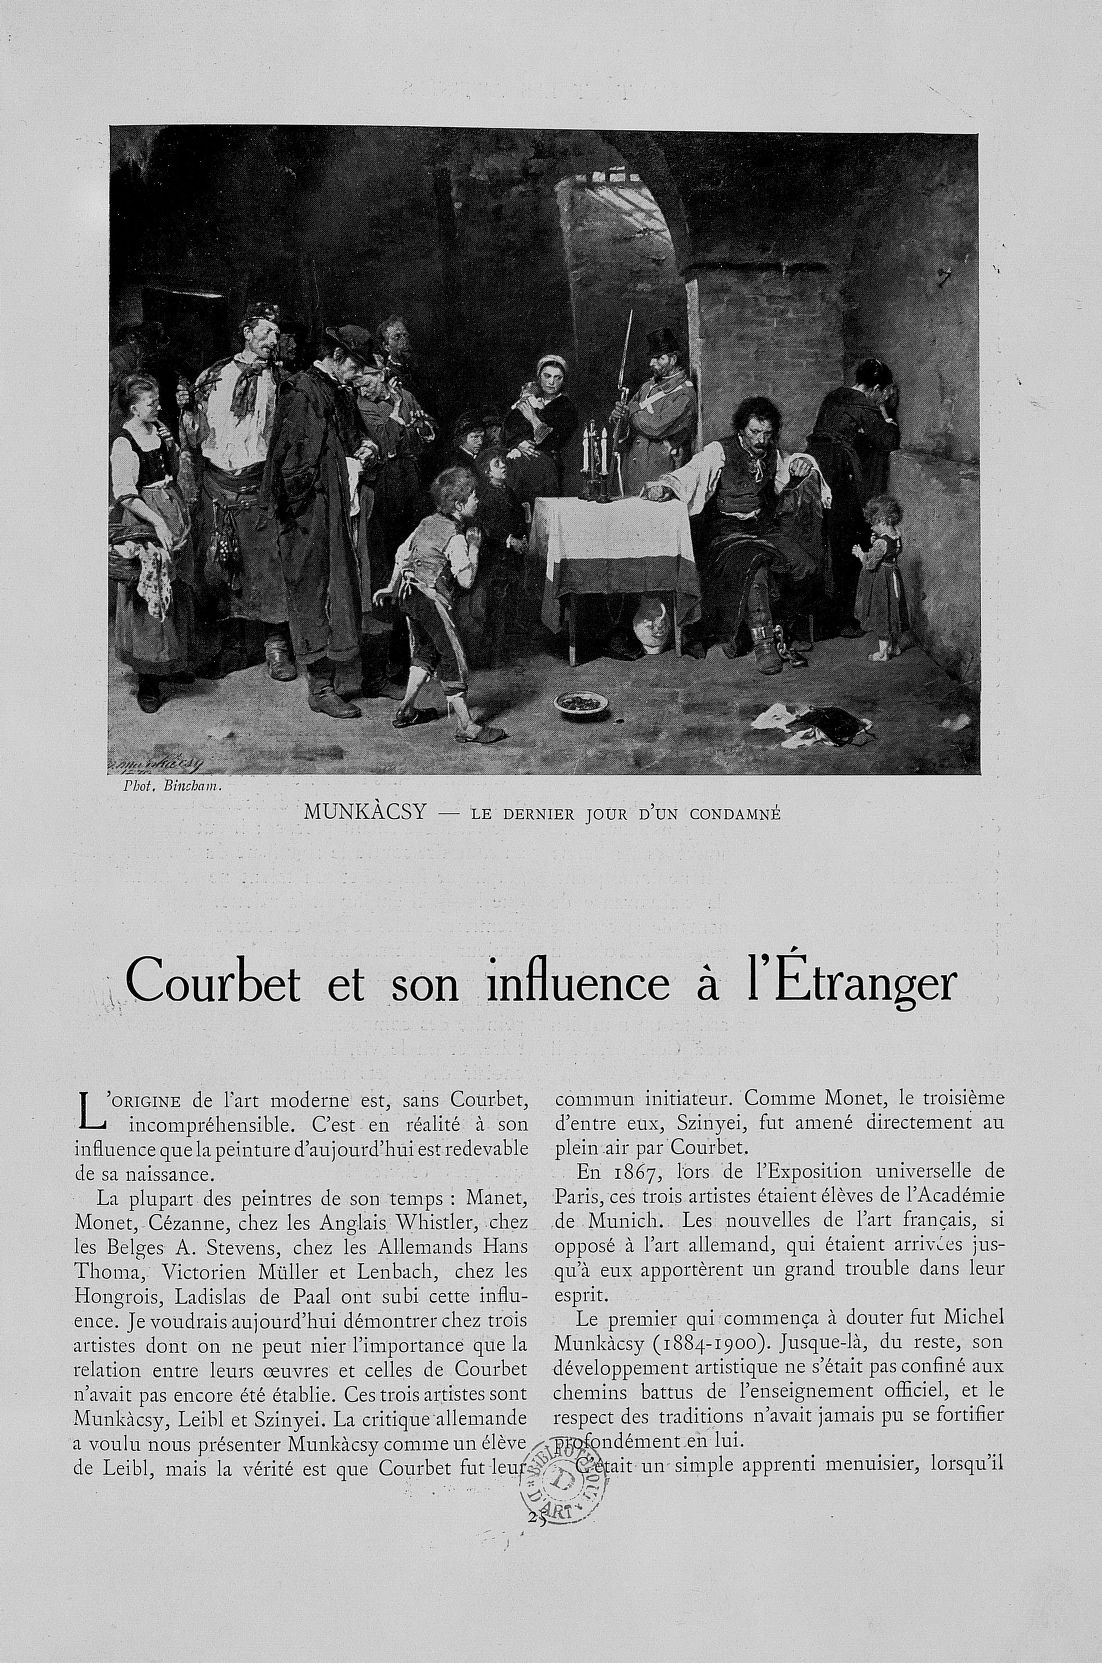 Munkácsy
Phot. Bincham.
MUNKÀCSY — LE DERNIER JOUR D'UN CONDAMNÉ
Courbet et son influence à l'Étranger
L'ORIGINE de l'art moderne est, sans Courbet,
incompréhensible. C'est en réalité à son
influence que la peinture d'aujourd'hui est redevable
de sa naissance.
La plupart des peintres de son temps : Manet,
Monet, Cézanne, chez les Anglais Whistler, chez
les Belges A. Stevens, chez les Allemands Hans
Thoma, Victorien Müller et Lenbach, chez les
Hongrois, Ladislas de Paal ont subi cette influ-
ence. Je voudrais aujourd'hui démontrer chez trois
artistes dont on ne peut nier l'importance que la
relation entre leurs œuvres et celles de Courbet
n'avait pas encore été établie. Ces trois artistes sont
Munkàcsy, Leibl et Szinyei. La critique allemande
a voulu nous présenter Munkàcsy comme un élève
de Leibl, mais la vérité est que Courbet fut leur
commun initiateur. Comme Monet, le troisième
d'entre eux, Szinyei, fut amené directement au
plein air par Courbet.
En 1867, lors de l'Exposition universelle de
Paris, ces trois artistes étaient élèves de l'Académie
de Munich. Les nouvelles de l'art français, si
opposé à l'art allemand, qui étaient arrivées jus-
qu'à eux apportèrent un grand trouble dans leur
esprit.
Le premier qui commença à douter fut Michel
Munkàcsy (1884-1900). Jusque-là, du reste, son
développement artistique ne s'était pas confiné aux
chemins battus de l'enseignement officiel, et le
respect des traditions n'avait jamais pu se fortifier
profondément en lui.
C'était un simple apprenti menuisier, lorsqu'il
BIBLIOTHÈQUE
D
D'ART
25